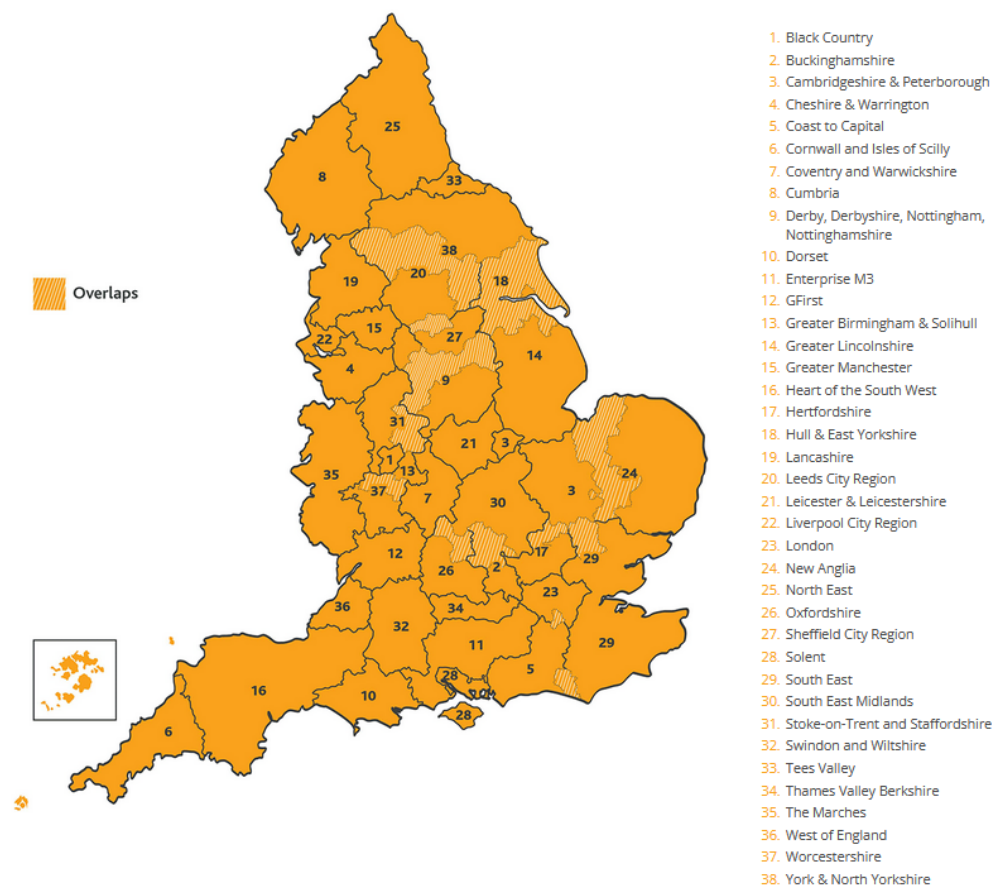 1. Black Country
2. Buckinghamshire
3. Cambridgeshire & Peterborough
4. Cheshire & Warrington
5. Coast to Capital
6. Cornwall and Isles of Scilly
7. Coventry and Warwickshire
8. Cumbria
9. Derby, Derbyshire, Nottingham,
Nottinghamshire
10. Dorset
11. Enterprise M3
12. GFirst
13. Greater Birmingham & Solihull
14. Greater Lincolnshire
15. Greater Manchester
16. Heart of the South West
17. Hertfordshire
18. Hull & East Yorkshire
19. Lancashire
20. Leeds City Region
21. Leicester & Leicestershire
22. Liverpool City Region
23. London
24. New Anglia
25. North East
26. Oxfordshire
27. Sheffield City Region
28. Solent
29. South East
30. South East Midlands
31. Stoke-on-Trent and Staffordshire
32. Swindon and Wiltshire
33. Tees Valley
34. Thames Valley Berkshire
35. The Marches
36. West of England
37. Worcestershire
38. York & North Yorkshire
Overlaps
25
8
33
38
20
18
19
15
22
27
4
14
9
31
21
3
1
13
35
37
7
30
3
24
12
17
29
26
2
23
36
34
32
11
29
5
28
16
10
28
6